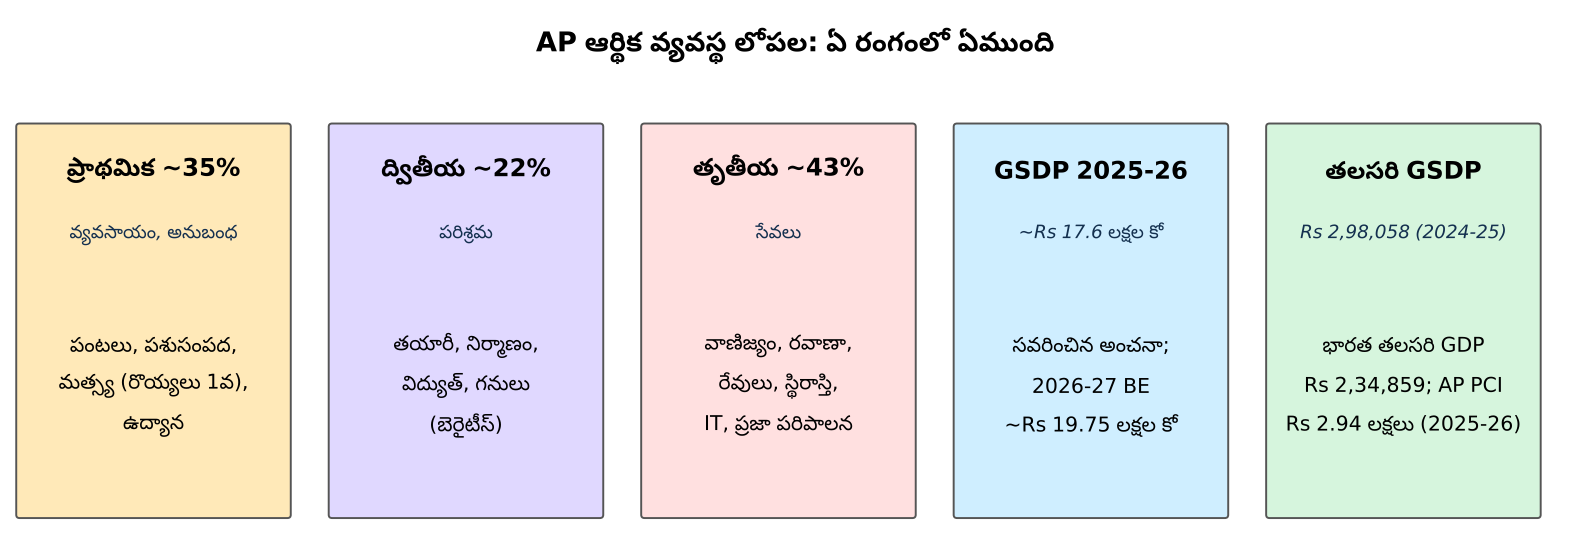 AP ఆర్థిక వ్యవస్థ లోపల: ఏ రంగంలో ఏముంది
ప్రాథమిక ~35%
వ్యవసాయం, అనుబంధ
పంటలు, పశుసంపద,
మత్స్య (రొయ్యలు 1వ),
ఉద్యాన
ద్వితీయ ~22%
పరిశ్రమ
తయారీ, నిర్మాణం,
విద్యుత్, గనులు
(బెరైటీస్)
తృతీయ ~43%
సేవలు
వాణిజ్యం, రవాణా,
రేవులు, స్థిరాస్తి,
IT, ప్రజా పరిపాలన
GSDP 2025-26
~Rs 17.6 లక్షల కో
సవరించిన అంచనా;
2026-27 BE
~Rs 19.75 లక్షల కో
తలసరి GSDP
Rs 2,98,058 (2024-25)
భారత తలసరి GDP
Rs 2,34,859; AP PCI
Rs 2.94 లక్షలు (2025-26)